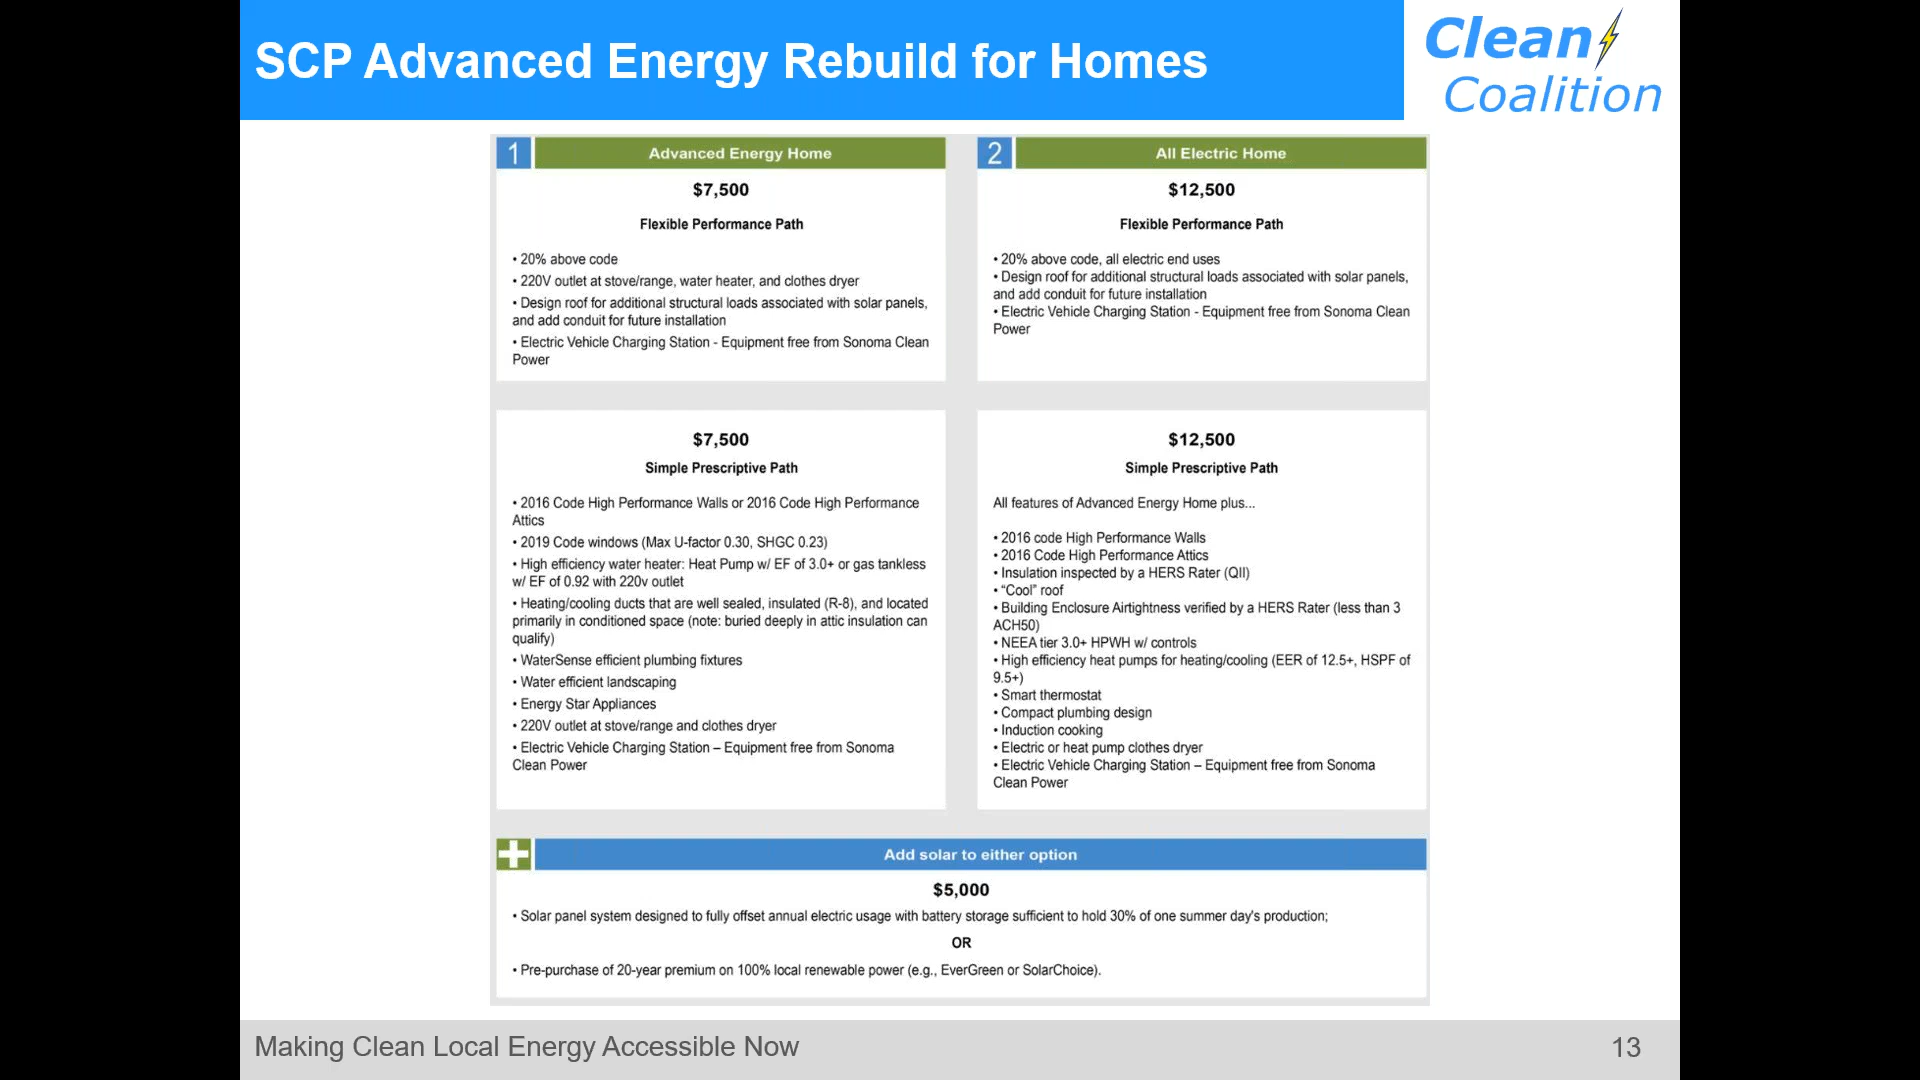 SCP Advanced Energy Rebuild for Homes
Clean
Coalition
1
Advanced Energy Home
$7,500
Flexible Performance Path
• 20% above code
• 220V outlet at stove/range, water heater, and clothes dryer
• Design roof for additional structural loads associated with solar panels,
and add conduit for future installation
• Electric Vehicle Charging Station - Equipment free from Sonoma Clean
Power
2
All Electric Home
$12,500
Flexible Performance Path
• 20% above code, all electric end uses
• Design roof for additional structural loads associated with solar panels,
and add conduit for future installation
• Electric Vehicle Charging Station - Equipment free from Sonoma Clean
Power
$7,500
Simple Prescriptive Path
• 2016 Code High Performance Walls or 2016 Code High Performance
Attics
• 2019 Code windows (Max U-factor 0.30, SHGC 0.23)
• High efficiency water heater: Heat Pump w/ EF of 3.0+ or gas tankless
w/ EF of 0.92 with 220v outlet
• Heating/cooling ducts that are well sealed, insulated (R-8), and located
primarily in conditioned space (note: buried deeply in attic insulation can
qualify)
• WaterSense efficient plumbing fixtures
• Water efficient landscaping
• Energy Star Appliances
• 220V outlet at stove/range and clothes dryer
• Electric Vehicle Charging Station – Equipment free from Sonoma
Clean Power
$12,500
Simple Prescriptive Path
All features of Advanced Energy Home plus...
• 2016 code High Performance Walls
• 2016 Code High Performance Attics
• Insulation inspected by a HERS Rater (QII)
• “Cool” roof
• Building Enclosure Airtightness verified by a HERS Rater (less than 3
ACH50)
• NEEA tier 3.0+ HPWH w/ controls
• High efficiency heat pumps for heating/cooling (EER of 12.5+, HSPF of
9.5+)
• Smart thermostat
• Compact plumbing design
• Induction cooking
• Electric or heat pump clothes dryer
• Electric Vehicle Charging Station – Equipment free from Sonoma
Clean Power
Add solar to either option
$5,000
• Solar panel system designed to fully offset annual electric usage with battery storage sufficient to hold 30% of one summer day's production;
OR
• Pre-purchase of 20-year premium on 100% local renewable power (e.g., EverGreen or SolarChoice).
Making Clean Local Energy Accessible Now
13